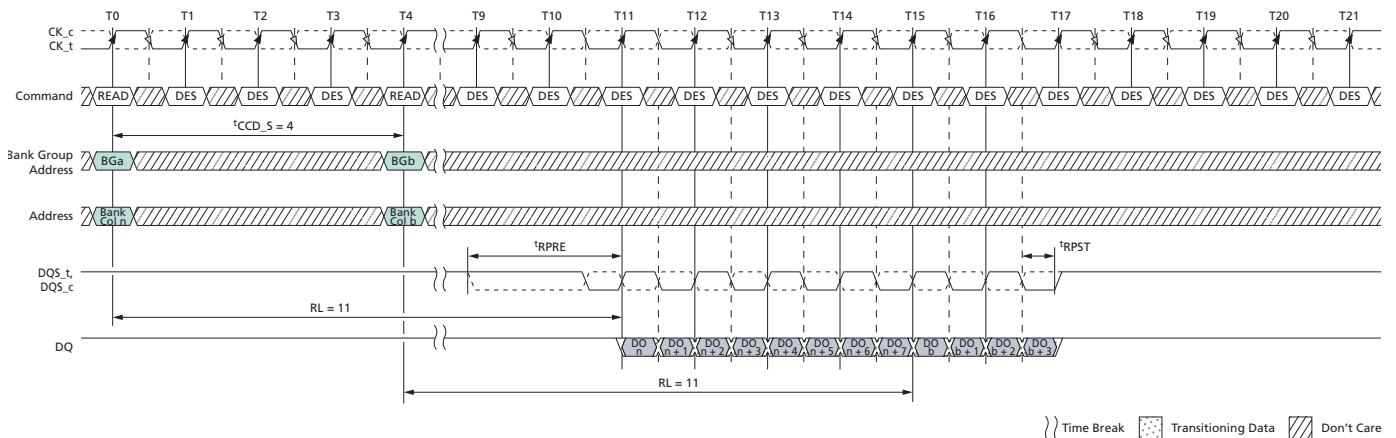 T0 T1 T2 T3 T4 T9 T10 T11 T12 T13 T14 T15 T16 T17 T18 T19 T20 T21
CK_c
CK_t
Command READ DES DES DES READ DES DES DES DES DES DES DES DES DES DES DES DES DES
tCCD_S = 4
Bank Group
Address
BGa BGb
Address
Bank
Col n
Bank
Col b
tRPRE tRPST
DQS_t,
DQS_c
RL = 11
DQ
DO
n
DO
n + 1
DO
n + 2
DO
n + 3
DO
n + 4
DO
n + 5
DO
n + 6
DO
n + 7
DO
b
DO
b + 1
DO
b + 2
DO
b + 3
RL = 11
Time Break Transitioning Data Don't Care